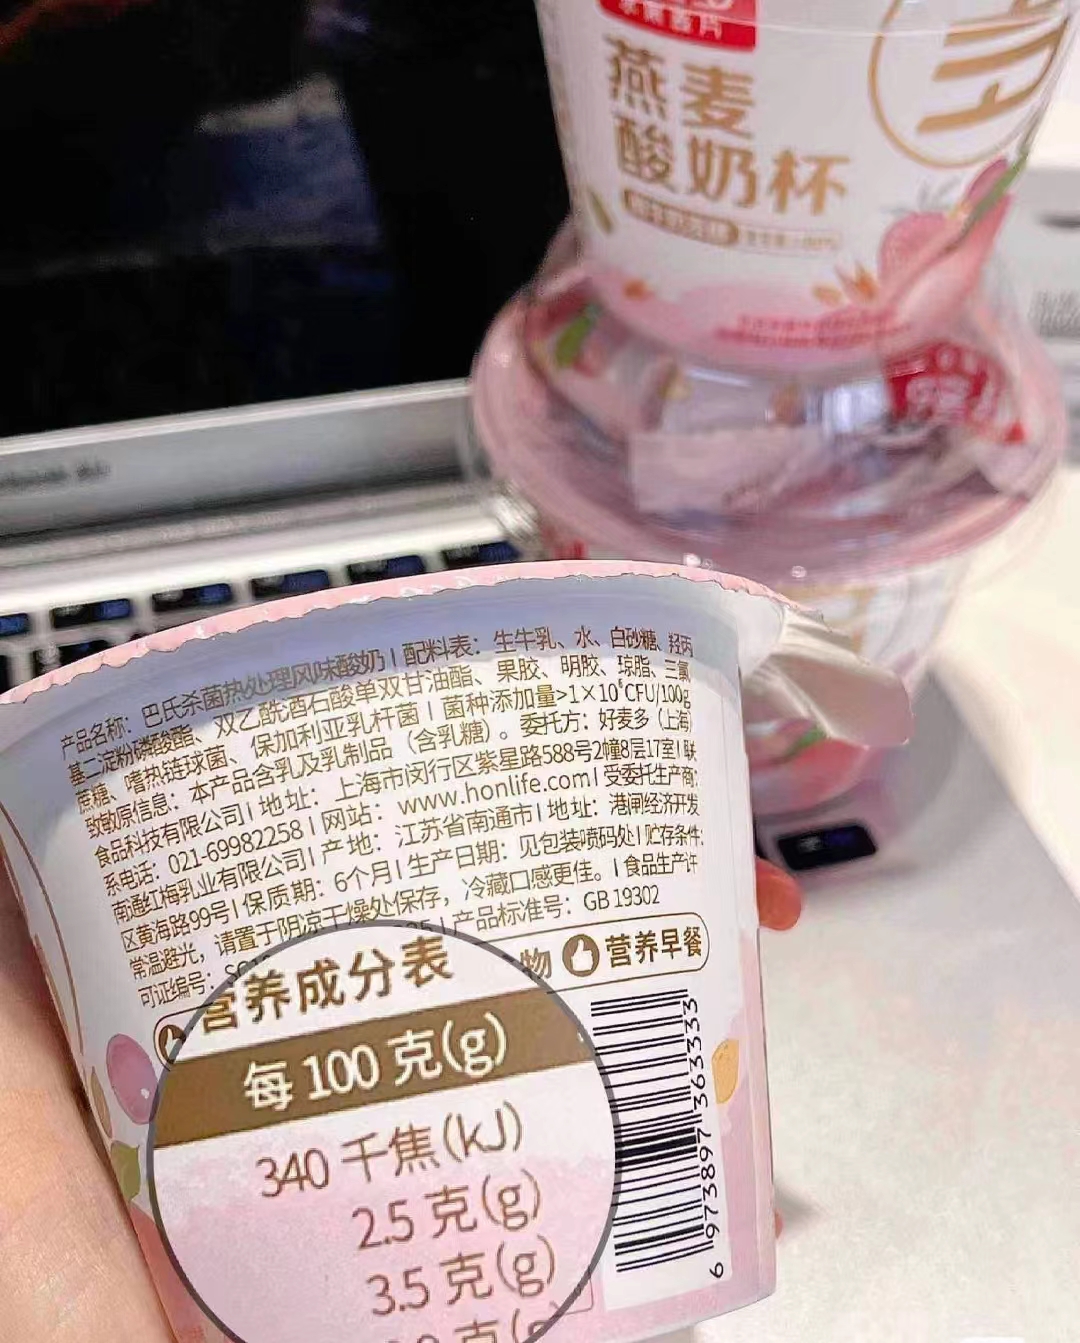 燕麦
酸奶杯
产品名称：巴氏杀菌热处理风味酸奶 | 配料表：生牛乳、水、白砂糖、羟丙
基二淀粉磷酸酯、双乙酰酒石酸单双甘油酯、果胶、明胶、琼脂、三氯
蔗糖、嗜热链球菌、保加利亚乳杆菌 | 菌种添加量>1×10⁶CFU/100g
致敏原信息：本产品含乳及乳制品（含乳糖）。委托方：好麦多（上海）
食品科技有限公司 | 地址：上海市闵行区紫星路588号2幢8层17室 | 联
系电话：021-69982258 | 网站：www.honlife.com | 受委托生产商：
南通红梅乳业有限公司 | 产地：江苏省南通市 | 地址：港闸经济开发
区黄海路99号 | 保质期：6个月 | 生产日期：见包装喷码处 | 贮存条件：
常温避光，请置于阴凉干燥处保存，冷藏口感更佳。 | 食品生产许
可证编号：SC | 产品标准号：GB 19302
物 营养早餐
营养成分表
每 100 克(g)
340 千焦(kJ)
2.5 克(g)
3.5 克(g)
克(g
6 973897 363333